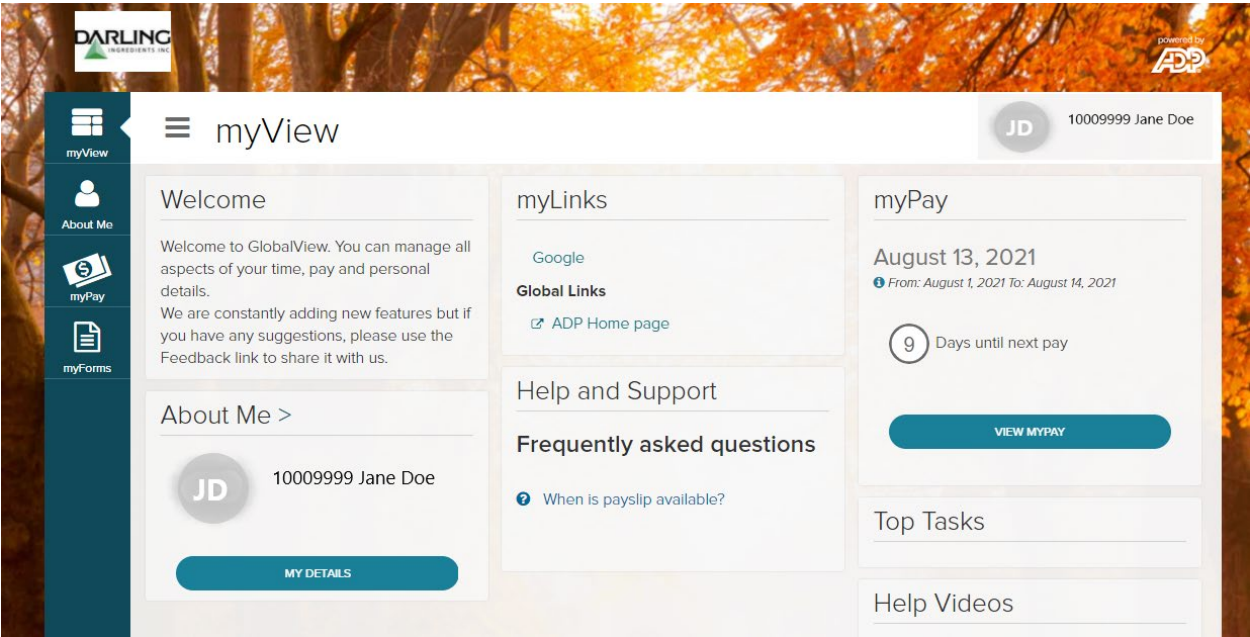 DARLING
INGREDIENTS INC
powered by
ADP
myView
myView
JD
10009999 Jane Doe
About Me
myPay
myForms
Welcome
Welcome to GlobalView. You can manage all
aspects of your time, pay and personal
details.
We are constantly adding new features but if
you have any suggestions, please use the
Feedback link to share it with us.
About Me >
JD
10009999 Jane Doe
MY DETAILS
myLinks
Google
Global Links
ADP Home page
Help and Support
Frequently asked questions
When is payslip available?
myPay
August 13, 2021
From: August 1, 2021 To: August 14, 2021
9 Days until next pay
VIEW MYPAY
Top Tasks
Help Videos